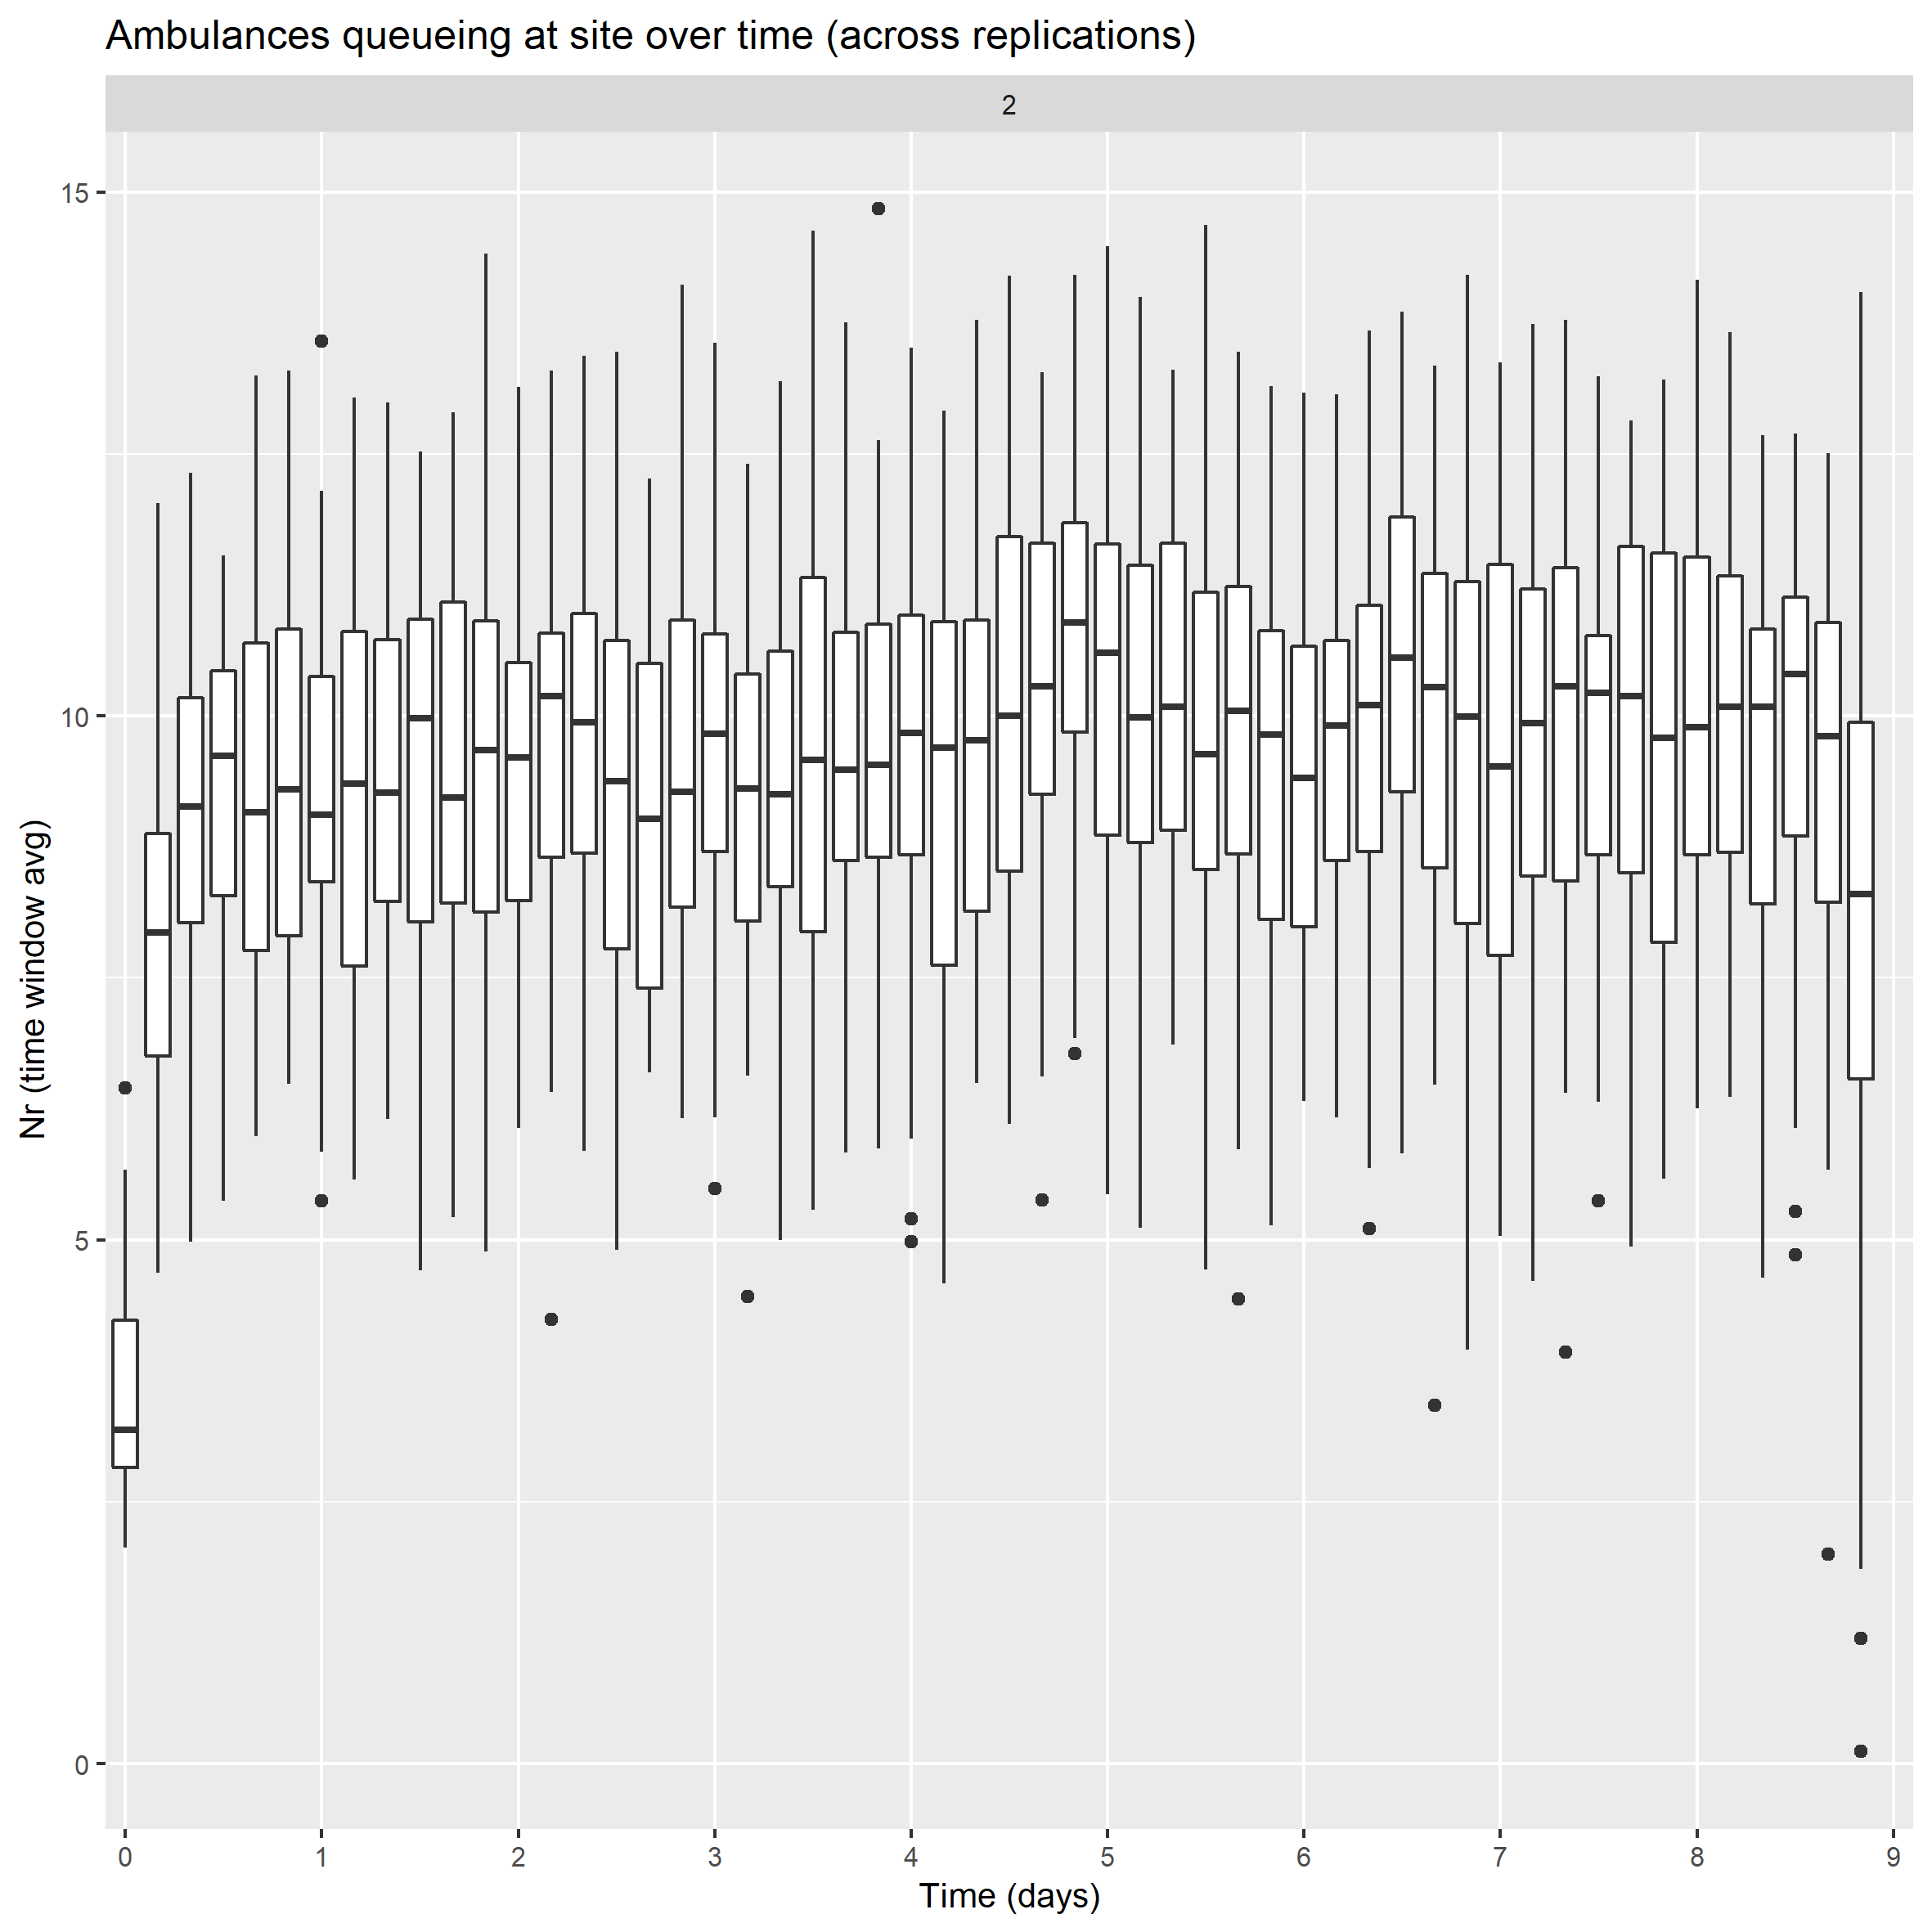 Ambulances queueing at site over time (across replications)
2
15
10
5
0
Nr (time window avg)
0 1 2 3 4 5 6 7 8 9
Time (days)